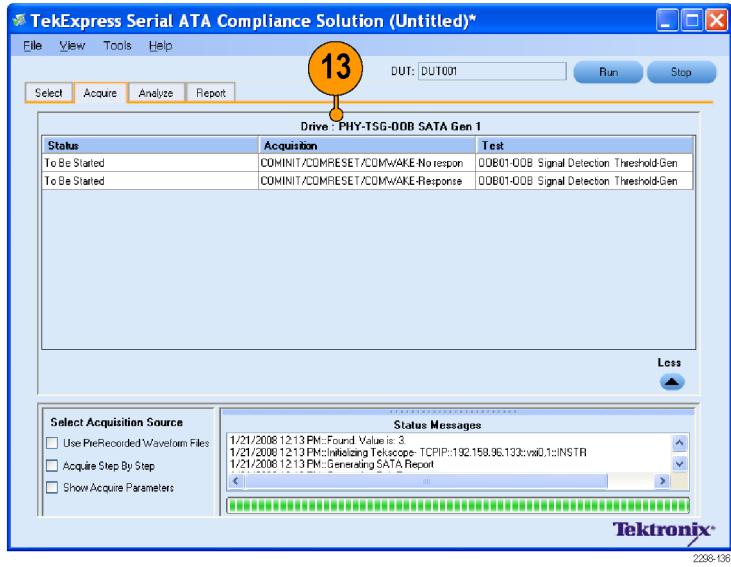 TekExpress Serial ATA Compliance Solution (Untitled)*
File View Tools Help
13
DUT: DUT001 Run Stop
Select Acquire Analyze Report
Drive : PHY-TSG-OOB SATA Gen 1
Status Acquisition Test
To Be Started COMINIT/COMRESET/COMWAKE-No respon OOB01-OOB Signal Detection Threshold-Gen
To Be Started COMINIT/COMRESET/COMWAKE-Response OOB01-OOB Signal Detection Threshold-Gen
Less
Select Acquisition Source
Use PreRecorded Waveform Files
Acquire Step By Step
Show Acquire Parameters
Status Messages
1/21/2008 12:13 PM::Found. Value is: 3.
1/21/2008 12:13 PM::Initializing Tekscope- TCPIP::192.158.96.133::vxi0,1::INSTR
1/21/2008 12:13 PM::Generating SATA Report
Tektronix
2298-136